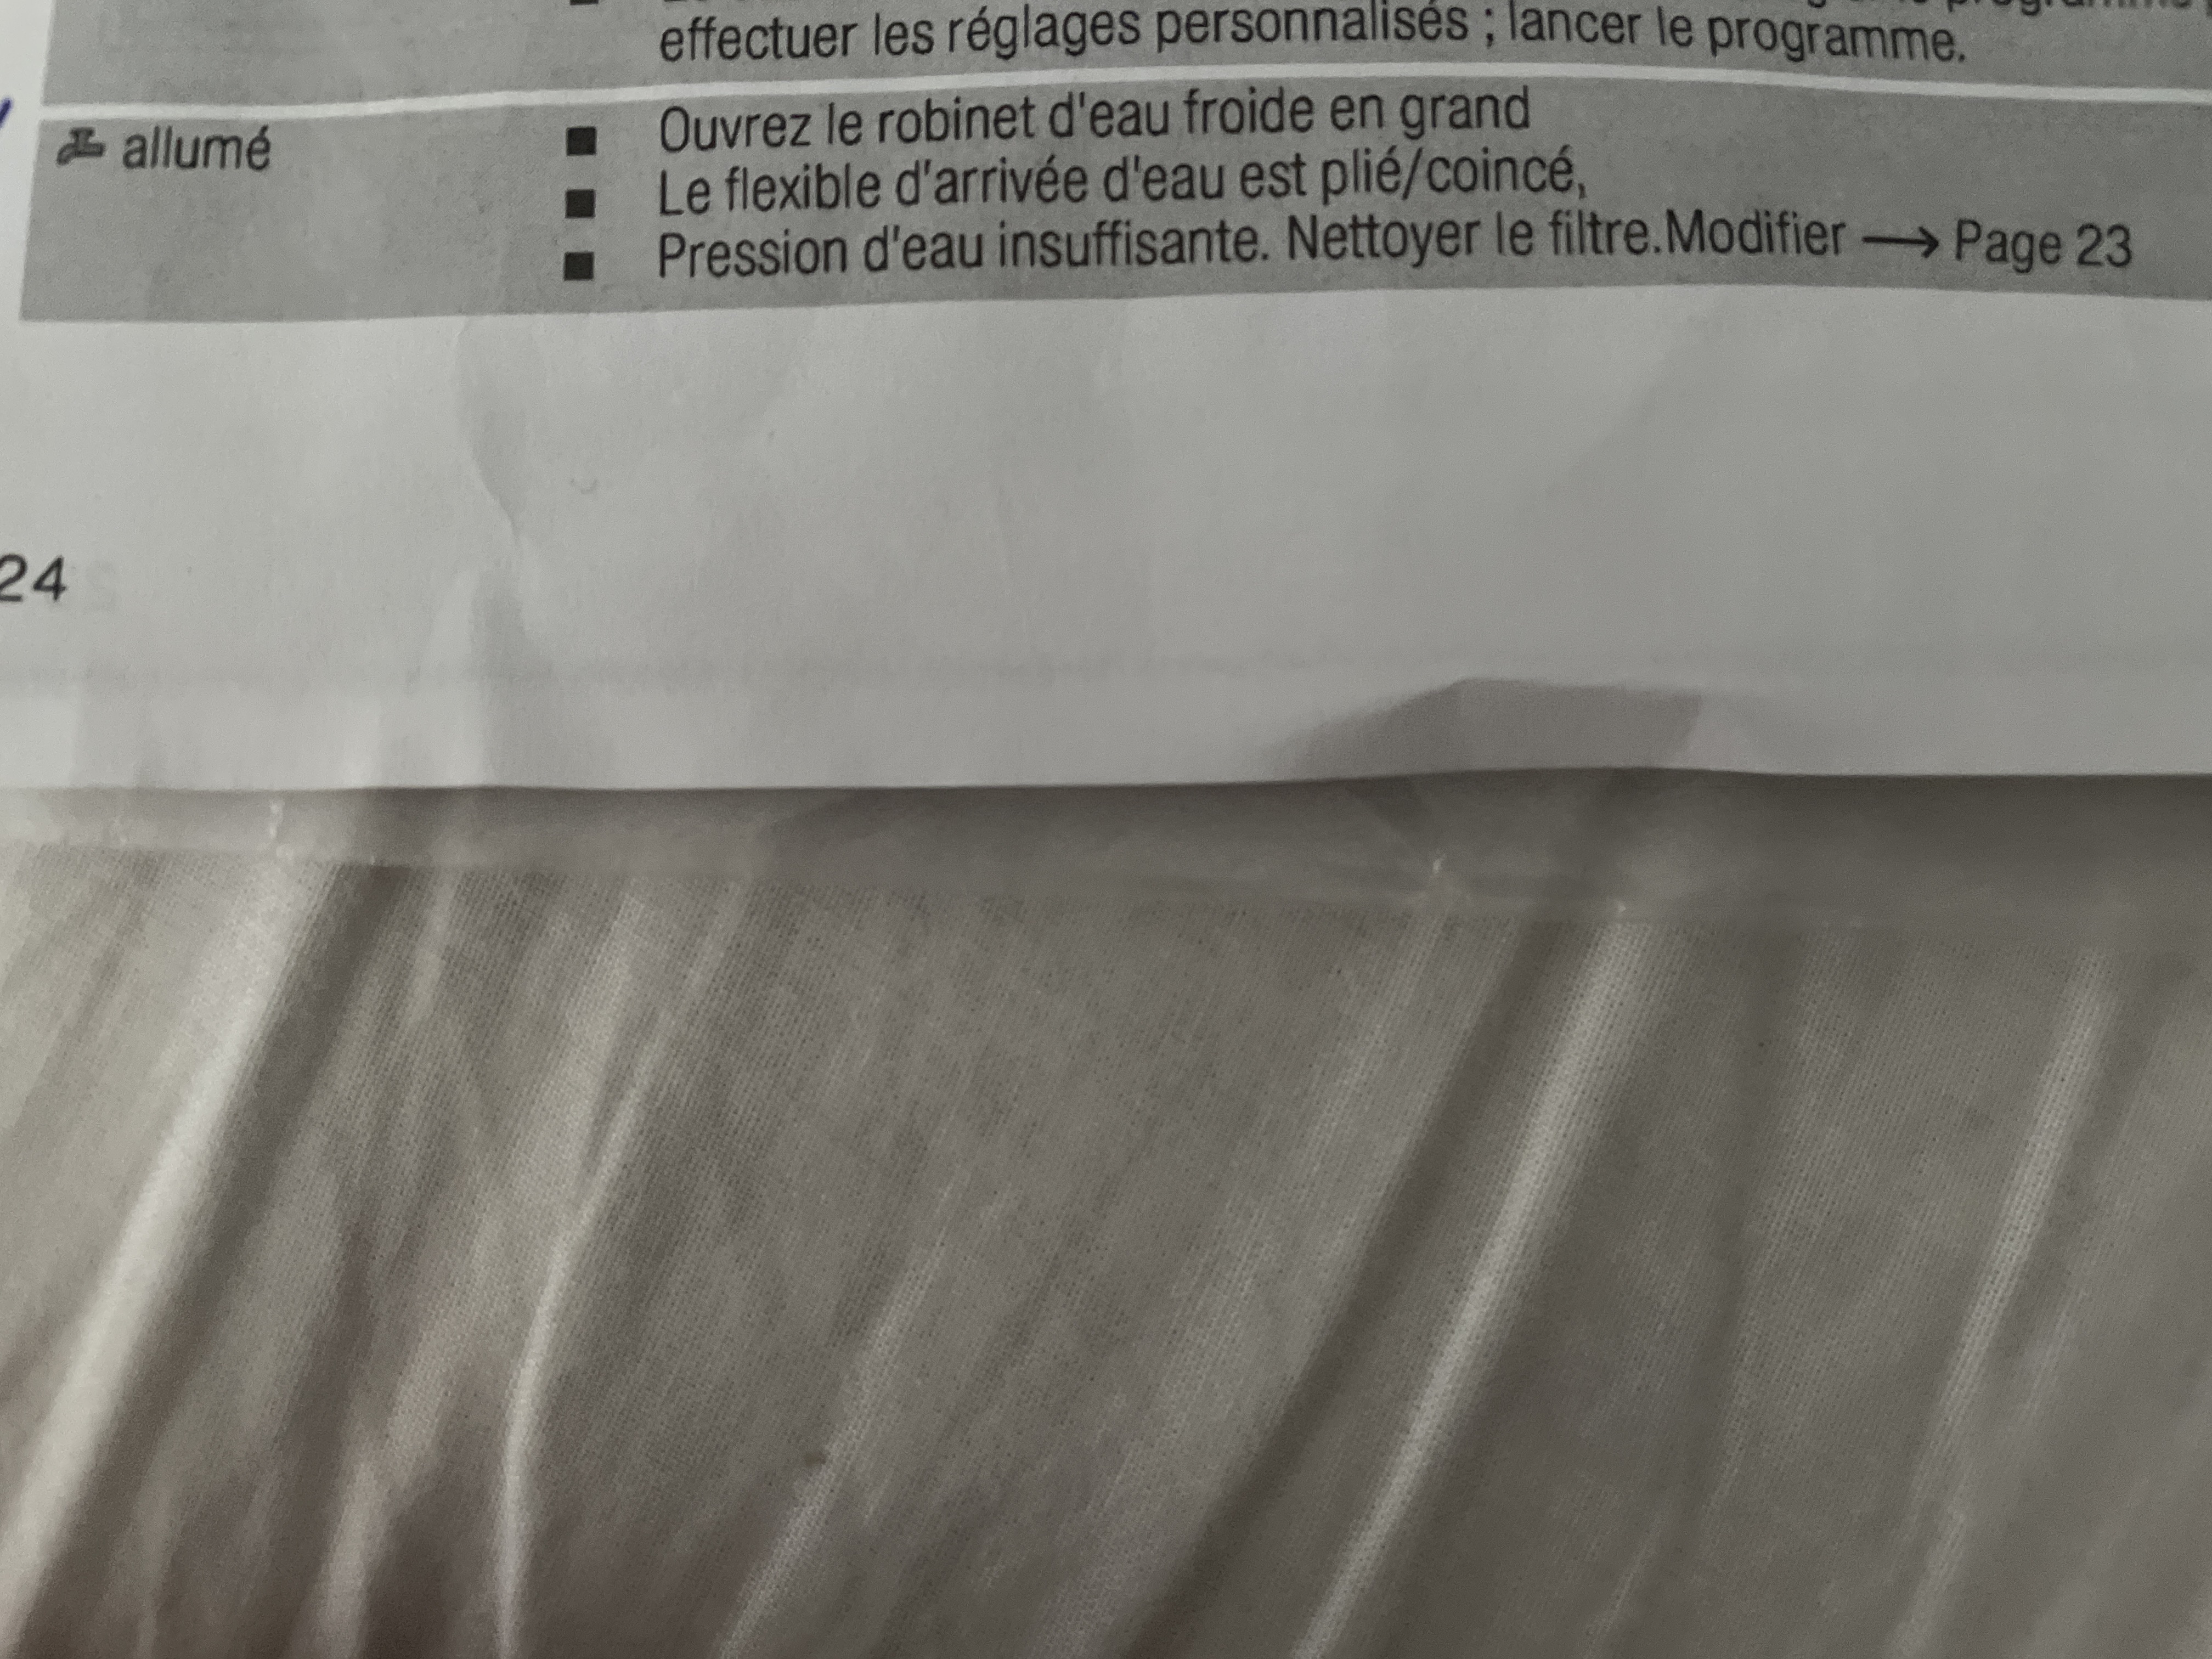 effectuer les réglages personnalisés ; lancer le programme.
allumé
■ Ouvrez le robinet d'eau froide en grand
■ Le flexible d'arrivée d'eau est plié/coincé,
■ Pression d'eau insuffisante. Nettoyer le filtre.Modifier → Page 23
24